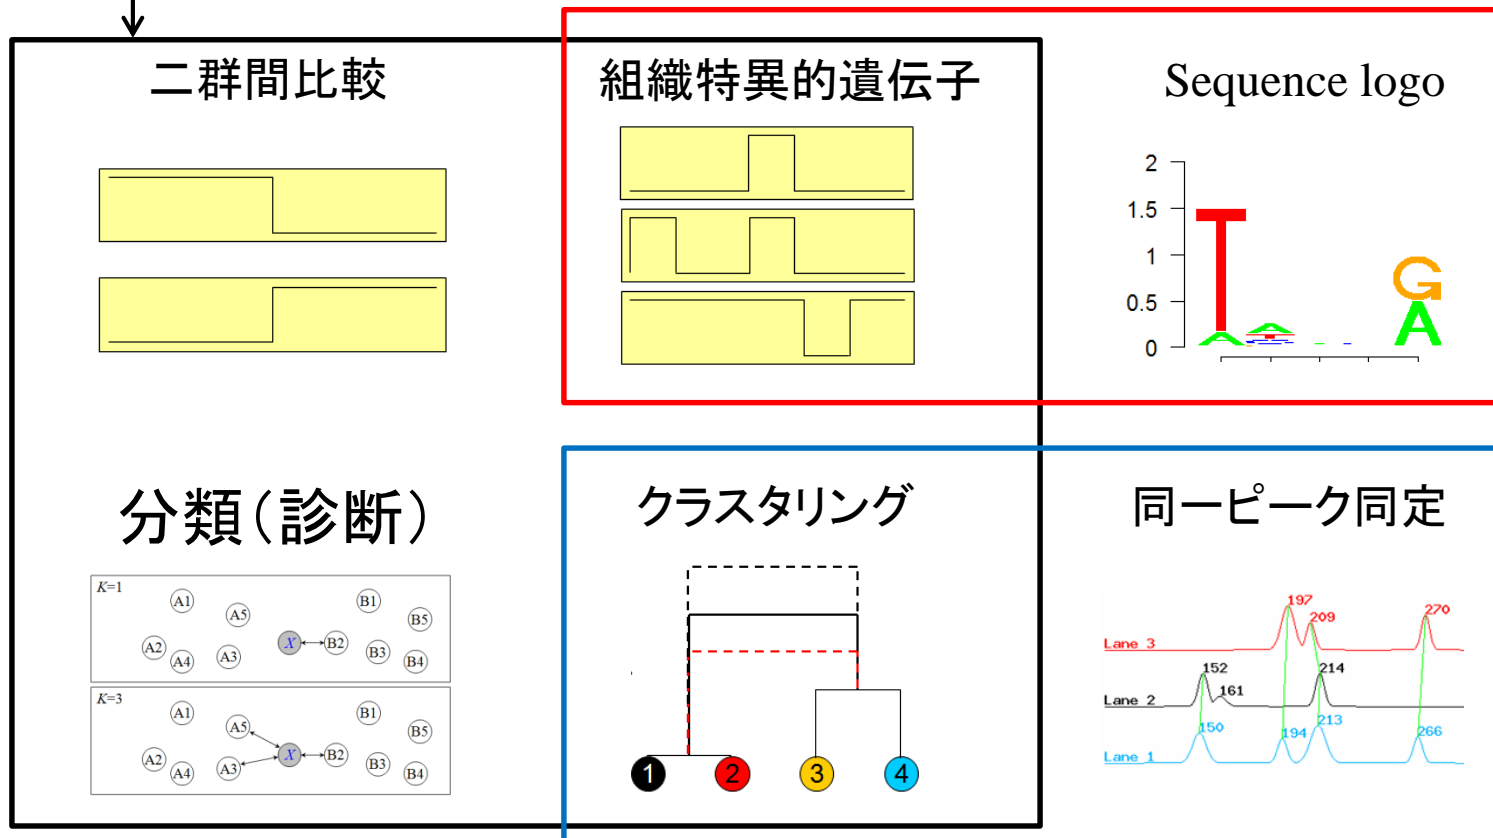 二群間比較
組織特異的遺伝子
Sequence logo
2
1.5
1
0.5
0
T
A
A
G
A
分類（診断）
K=1
A1
A5
A2
A4
A3
X
B2
B1
B5
B3
B4
K=3
A1
A5
A2
A4
A3
X
B2
B1
B5
B3
B4
クラスタリング
1
2
3
4
同一ピーク同定
197
209
270
Lane 3
152
161
214
Lane 2
150
194
213
266
Lane 1